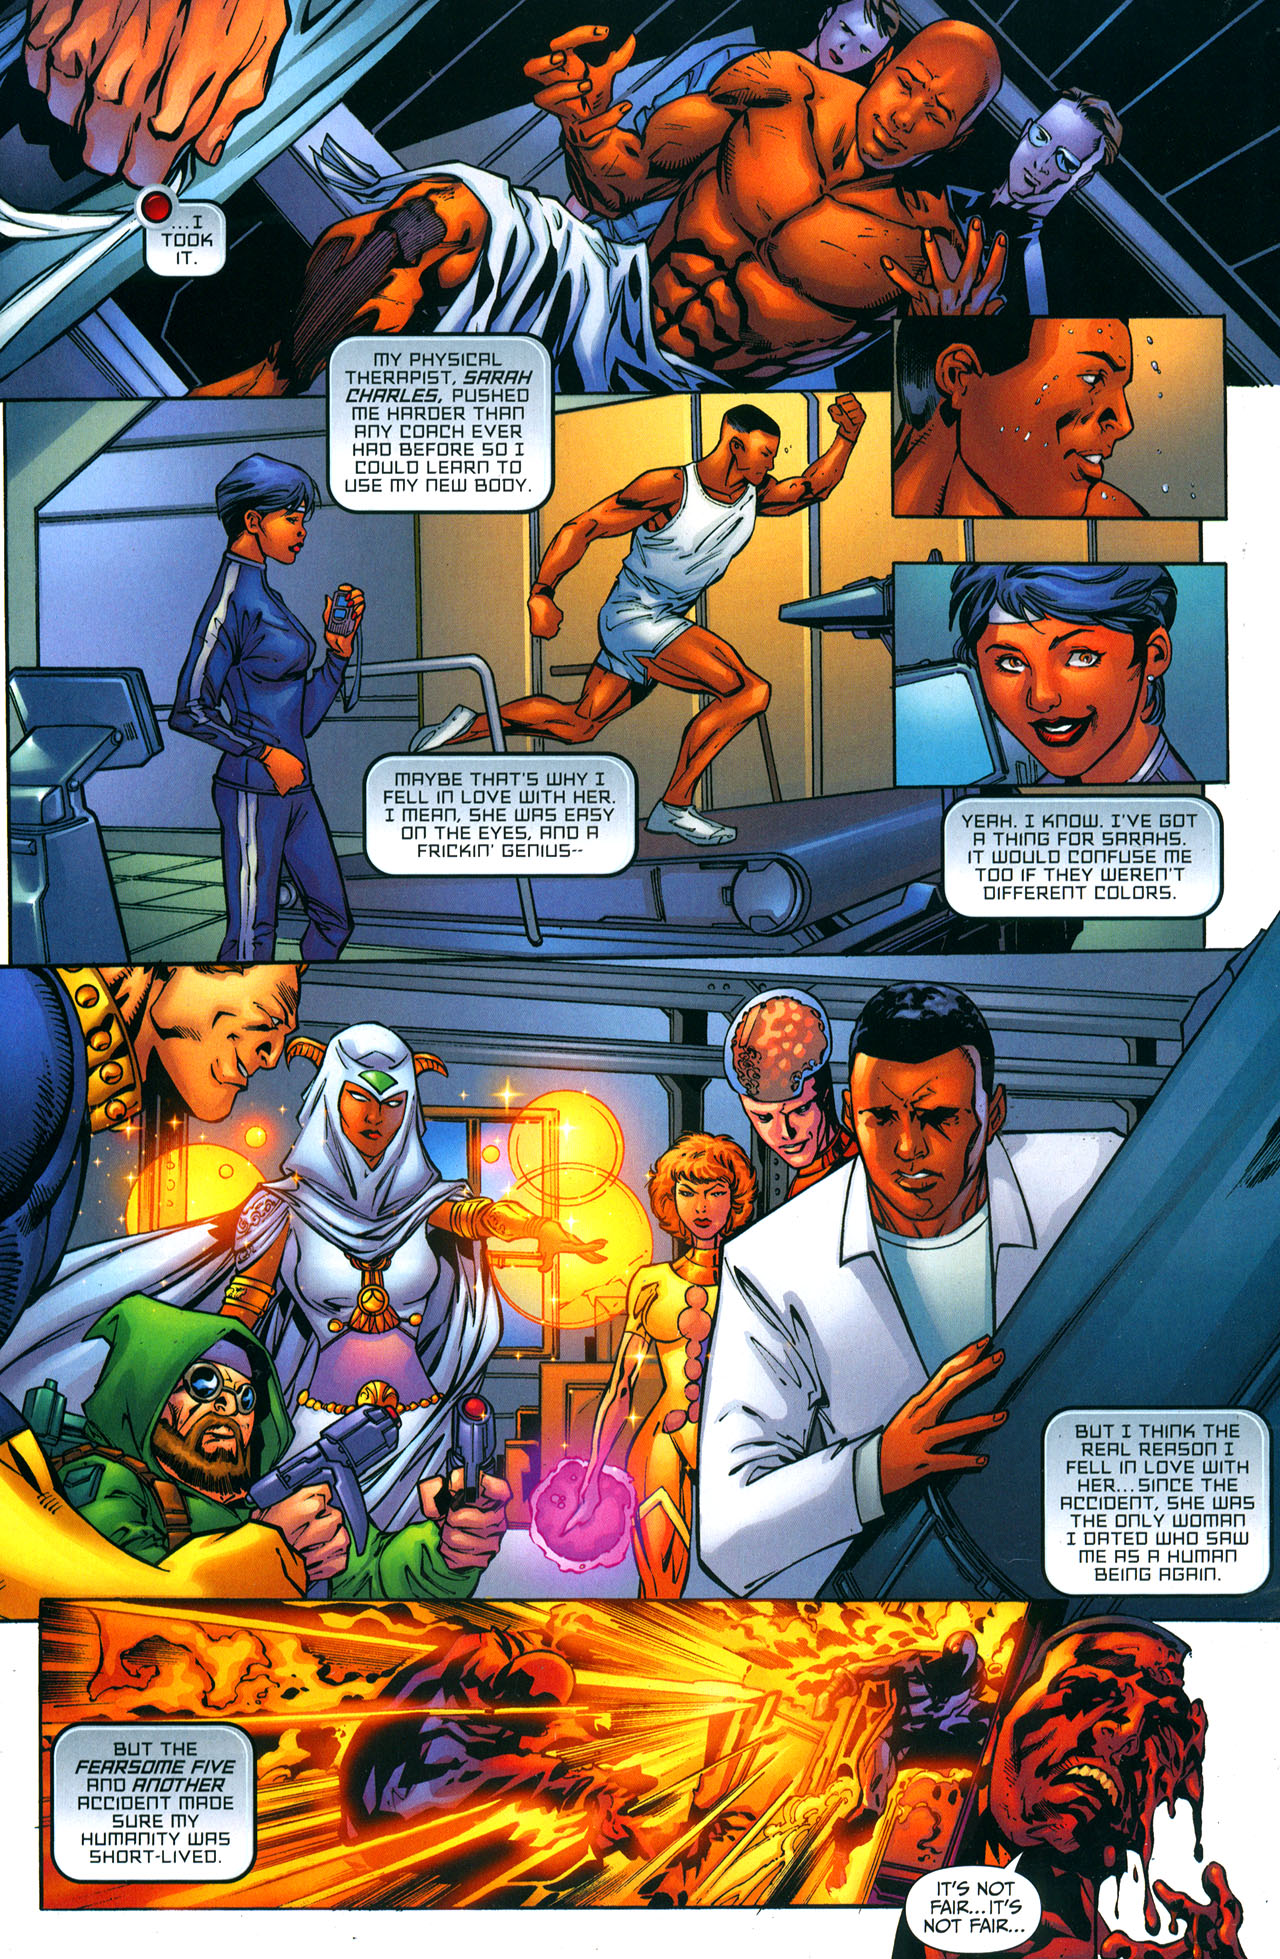 ...I
TOOK
IT.
MY PHYSICAL
THERAPIST, SARAH
CHARLES, PUSHED
ME HARDER THAN
ANY COACH EVER
HAD BEFORE SO I
COULD LEARN TO
USE MY NEW BODY.
MAYBE THAT'S WHY I
FELL IN LOVE WITH HER.
I MEAN, SHE WAS EASY
ON THE EYES, AND A
FRICKIN' GENIUS--
YEAH. I KNOW. I'VE GOT
A THING FOR SARAHS.
IT WOULD CONFUSE ME
TOO IF THEY WEREN'T
DIFFERENT COLORS.
BUT I THINK THE
REAL REASON I
FELL IN LOVE WITH
HER...SINCE THE
ACCIDENT, SHE WAS
THE ONLY WOMAN
I DATED WHO SAW
ME AS A HUMAN
BEING AGAIN.
BUT THE
FEARSOME FIVE
AND ANOTHER
ACCIDENT MADE
SURE MY
HUMANITY WAS
SHORT-LIVED.
IT'S NOT
FAIR...IT'S
NOT FAIR...